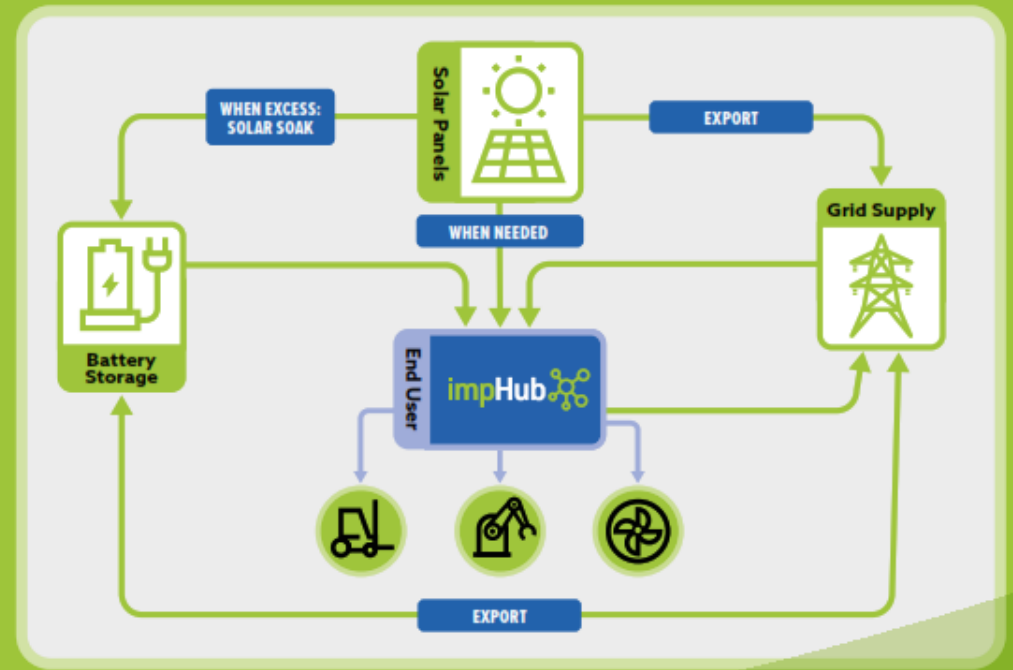 Solar Panels
WHEN EXCESS:
SOLAR SOAK
EXPORT
Grid Supply
WHEN NEEDED
Battery
Storage
End User
impHub
EXPORT